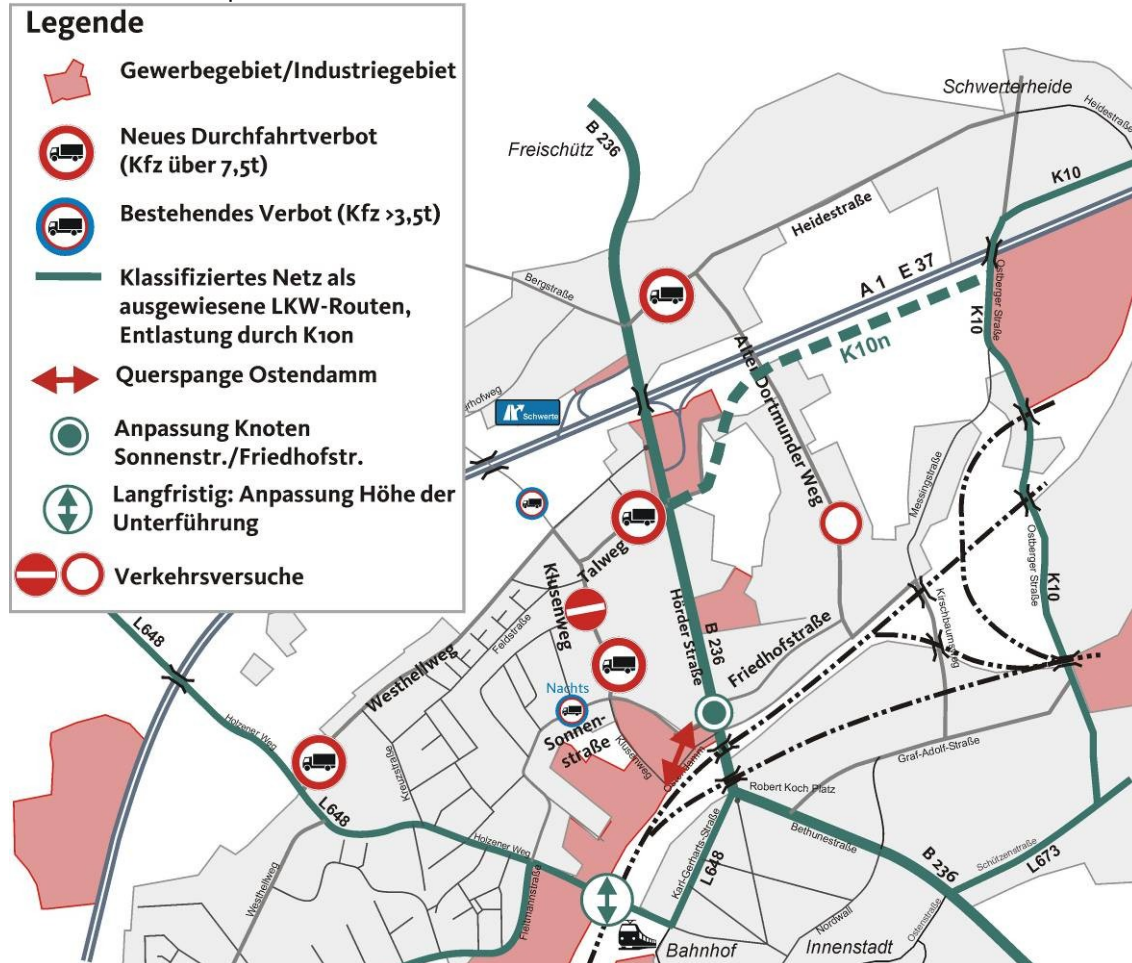 Legende
Gewerbegebiet/Industriegebiet
Neues Durchfahrtverbot
(Kfz über 7,5t)
Bestehendes Verbot (Kfz >3,5t)
Klassifiziertes Netz als
ausgewiesene LKW-Routen,
Entlastung durch K10n
Querspange Ostendamm
Anpassung Knoten
Sonnenstr./Friedhofstr.
Langfristig: Anpassung Höhe der
Unterführung
Verkehrsversuche
Schwerterheide
Heidestraße
B 236
Freischütz
K10
Heidestraße
Bergstraße
A 1 E 37
Ostberger Straße
K10
K10n
Alter Dortmunder Weg
Schwerte
Messingstraße
Talweg
Klusenweg
Feldstraße
Hörder Straße
B 236
Friedhofstraße
Kirschbaumweg
Ostberger Straße
K10
L648
Westhellweg
Nachts
Sonnen-
straße
Klusenweg
Ostendamm
Holzener Weg
Kreuzstraße
Graf-Adolf-Straße
Robert Koch Platz
L648
Holzener Weg
Karl-Gerharts-Straße
L648
Bethunestraße
B 236
Schützenstraße
L673
Westhellweg
Fleitmannstraße
Nordwall
Ostenstraße
Bahnhof
Innenstadt